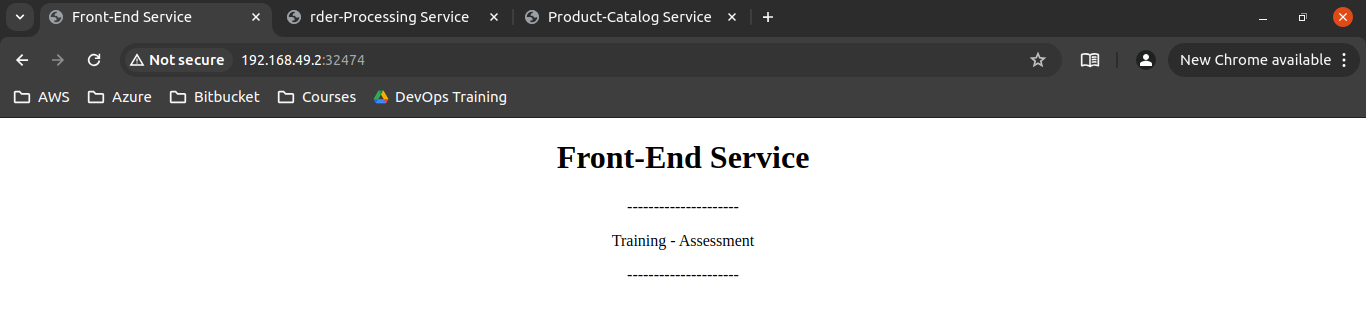 Front-End Service
rder-Processing Service
Product-Catalog Service
Not secure 192.168.49.2:32474
New Chrome available
AWS
Azure
Bitbucket
Courses
DevOps Training
Front-End Service
---------------------
Training - Assessment
---------------------